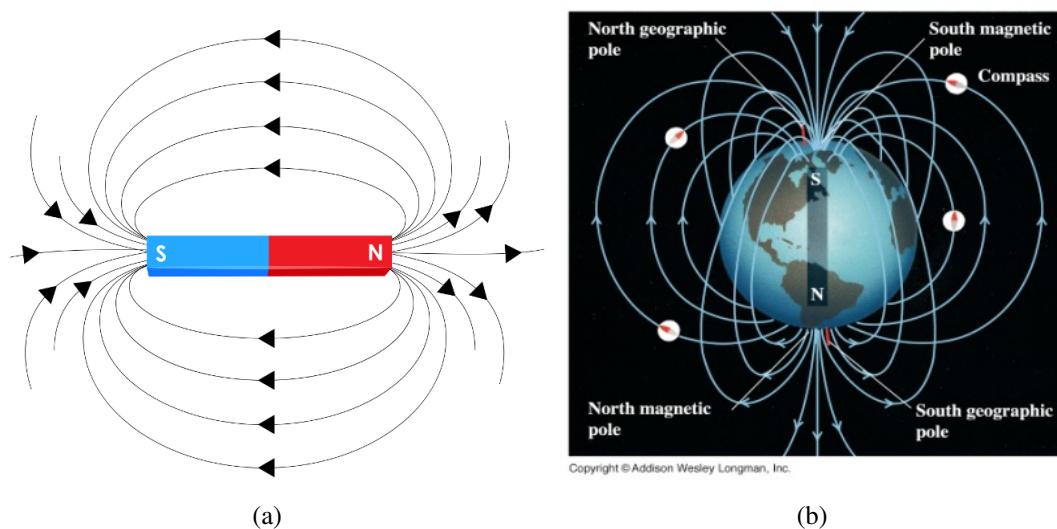 S
N
North geographic
pole
South magnetic
pole
Compass
S
N
North magnetic
pole
South geographic
pole
Copyright © Addison Wesley Longman, Inc.
(a)
(b)